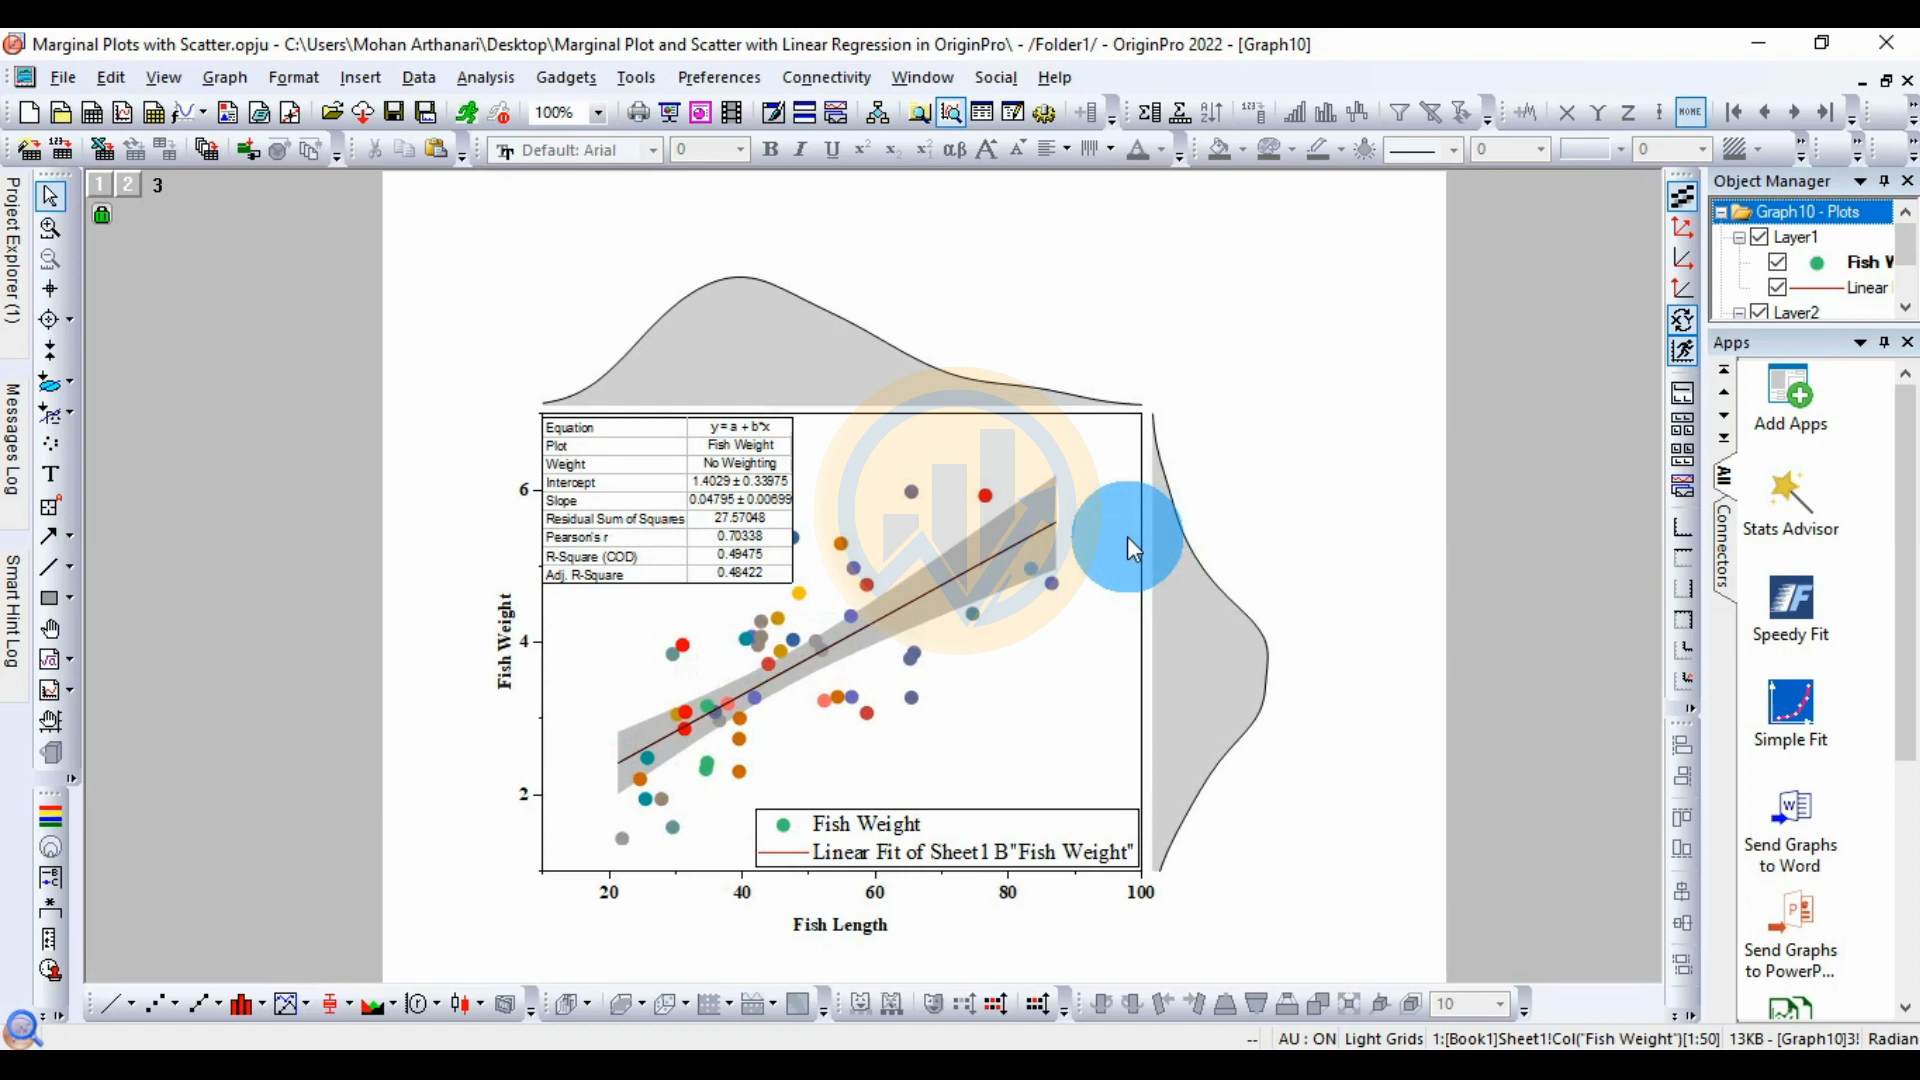 Marginal Plots with Scatter.opju - C:\Users\Mohan Arthanari\Desktop\Marginal Plot and Scatter with Linear Regression in OriginPro\ - /Folder1/ - OriginPro 2022 - [Graph10]
File Edit View Graph Format Insert Data Analysis Gadgets Tools Preferences Connectivity Window Social Help
100%
X Y Z NONE
Default: Arial 0 B I U αβ A A A 0 0
1 2 3
Project Explorer (1)
Messages Log
Smart Hint Log
T
Object Manager
Graph10 - Plots
Layer1
Fish W
Linear
Layer2
Apps
All
Connectors
Add Apps
Stats Advisor
Speedy Fit
Simple Fit
Send Graphs
to Word
Send Graphs
to PowerP...
Equation y = a + b*x
Plot Fish Weight
Weight No Weighting
Intercept 1.4029 ± 0.33975
Slope 0.04795 ± 0.00699
Residual Sum of Squares 27.57048
Pearson's r 0.70338
R-Square (COD) 0.49475
Adj. R-Square 0.48422
Fish Weight
6
4
2
Fish Weight
Linear Fit of Sheet1 B"Fish Weight"
20 40 60 80 100
Fish Length
10
-- AU : ON Light Grids 1:[Book1]Sheet1!Col("Fish Weight")[1:50] 13KB - [Graph10]3! Radian